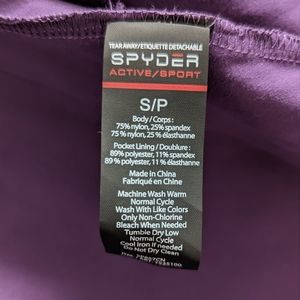 TEAR AWAY/ETIQUETTE DETACHABLE
SPYDER
ACTIVE/SPORT
S/P
Body / Corps :
75% nylon, 25% spandex
75 % nylon, 25 % élasthanne
Pocket Lining / Doublure :
89% polyester, 11% spandex
89 % polyester, 11 % élasthanne
Made in China
Fabriqué en Chine
Machine Wash Warm
Normal Cycle
Wash With Like Colors
Only Non-Chlorine
Bleach When Needed
Tumble Dry Low
Normal Cycle
Cool Iron If needed
Do Not Dry Clean